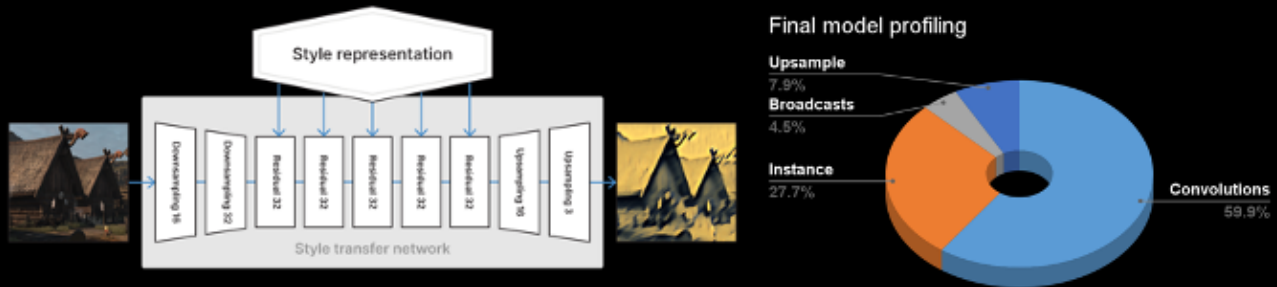 Style representation
Downsampling 16
Downsampling 32
Residual 32
Residual 32
Residual 32
Residual 32
Residual 32
Upsampling 16
Upsampling 3
Style transfer network
Final model profiling
Upsample
7.9%
Broadcasts
4.5%
Instance
27.7%
Convolutions
59.9%